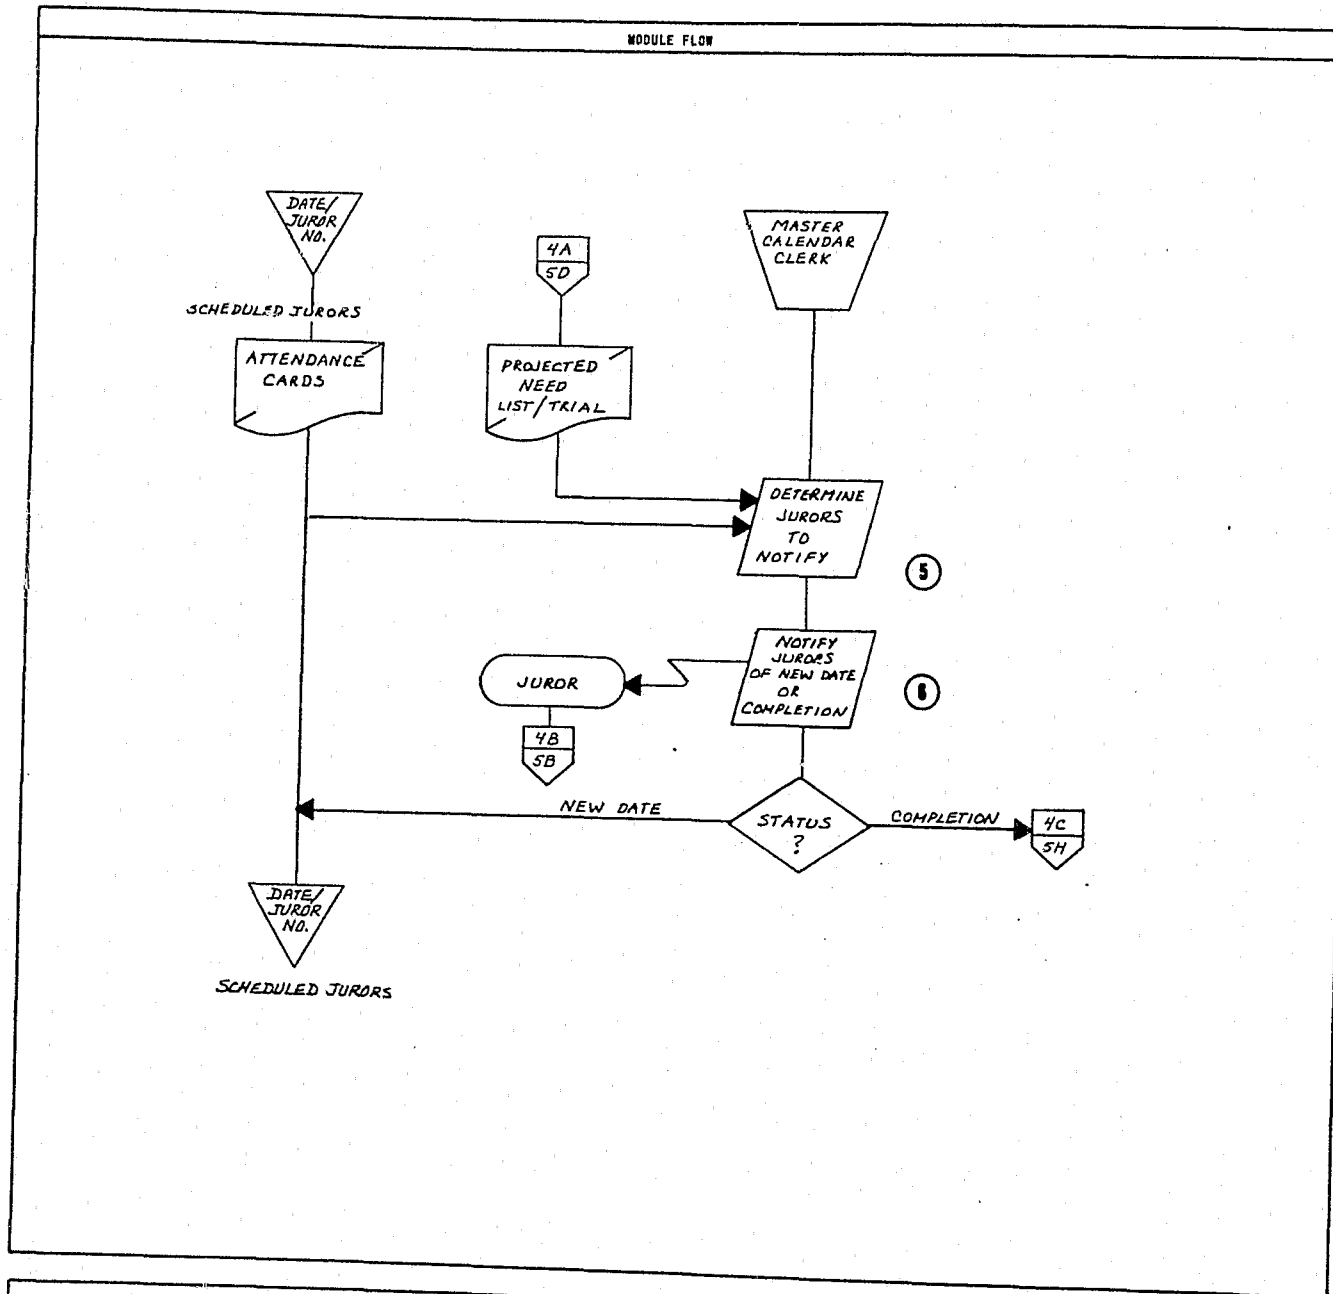 MODULE FLOW
DATE/
JUROR
NO.
SCHEDULED JURORS
ATTENDANCE
CARDS
4A
5D
PROJECTED
NEED
LIST/TRIAL
MASTER
CALENDAR
CLERK
DETERMINE
JURORS
TO
NOTIFY
5
NOTIFY
JURORS
OF NEW DATE
OR
COMPLETION
6
JUROR
4B
5B
NEW DATE
STATUS
?
COMPLETION
4C
5H
DATE/
JUROR
NO.
SCHEDULED JURORS